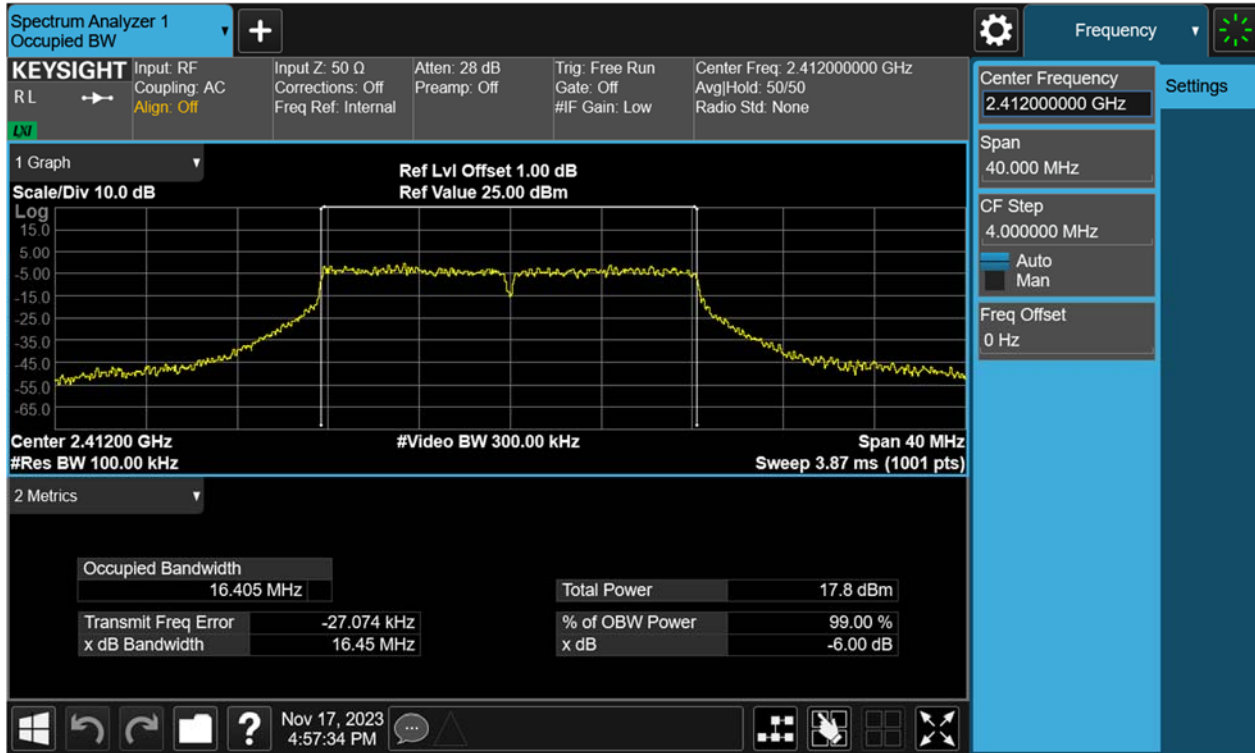 Spectrum Analyzer 1
Occupied BW
+
Frequency
KEYSIGHT
RL
LXI
Input: RF
Coupling: AC
Align: Off
Input Z: 50 Ω
Corrections: Off
Freq Ref: Internal
Atten: 28 dB
Preamp: Off
Trig: Free Run
Gate: Off
#IF Gain: Low
Center Freq: 2.412000000 GHz
Avg|Hold: 50/50
Radio Std: None
Center Frequency
2.412000000 GHz
Settings
Span
40.000 MHz
CF Step
4.000000 MHz
Auto
Man
Freq Offset
0 Hz
1 Graph
Scale/Div 10.0 dB
Ref Lvl Offset 1.00 dB
Ref Value 25.00 dBm
Log
15.0
5.00
-5.00
-15.0
-25.0
-35.0
-45.0
-55.0
-65.0
Center 2.41200 GHz
#Video BW 300.00 kHz
Span 40 MHz
#Res BW 100.00 kHz
Sweep 3.87 ms (1001 pts)
2 Metrics
Occupied Bandwidth
16.405 MHz
Total Power 17.8 dBm
Transmit Freq Error -27.074 kHz
% of OBW Power 99.00 %
x dB Bandwidth 16.45 MHz
x dB -6.00 dB
?
Nov 17, 2023
4:57:34 PM